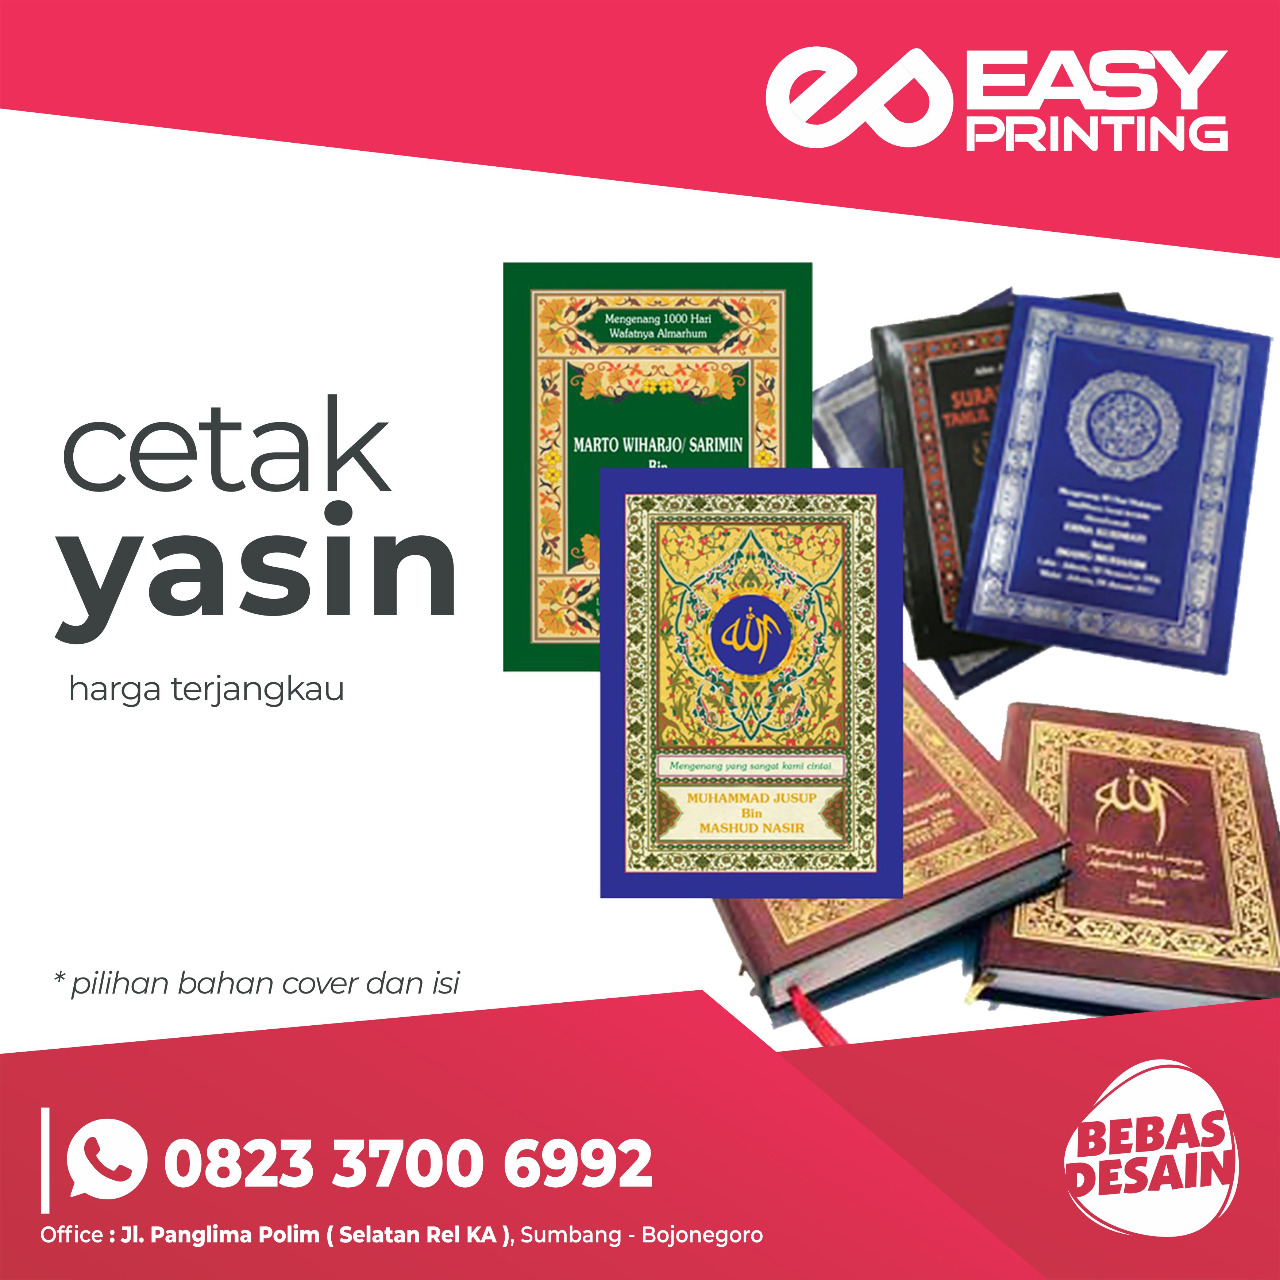 EASY
PRINTING
cetak
yasin
harga terjangkau
Mengenang 1000 Hari
Wafatnya Almarhum
MARTO WIHARJO/ SARIMIN
Bin
الله
Mengenang yang sangat kami cintai
MUHAMMAD JUSUP
Bin
MASHUD NASIR
الله
* pilihan bahan cover dan isi
0823 3700 6992
Office : Jl. Panglima Polim ( Selatan Rel KA ), Sumbang - Bojonegoro
BEBAS
DESAIN